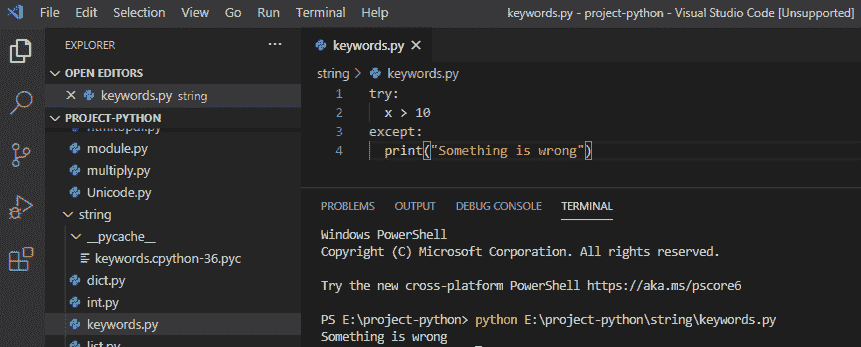 File Edit Selection View Go Run Terminal Help keywords.py - project-python - Visual Studio Code [Unsupported]
EXPLORER ...
OPEN EDITORS
keywords.py string
PROJECT-PYTHON
htmltopdf.py
module.py
multiply.py
Unicode.py
string
__pycache__
keywords.cpython-36.pyc
dict.py
int.py
keywords.py
list.py
keywords.py
string > keywords.py
1 try:
2 x > 10
3 except:
4 print("Something is wrong")
PROBLEMS OUTPUT DEBUG CONSOLE TERMINAL
Windows PowerShell
Copyright (C) Microsoft Corporation. All rights reserved.
Try the new cross-platform PowerShell https://aka.ms/pscore6
PS E:\project-python> python E:\project-python\string\keywords.py
Something is wrong